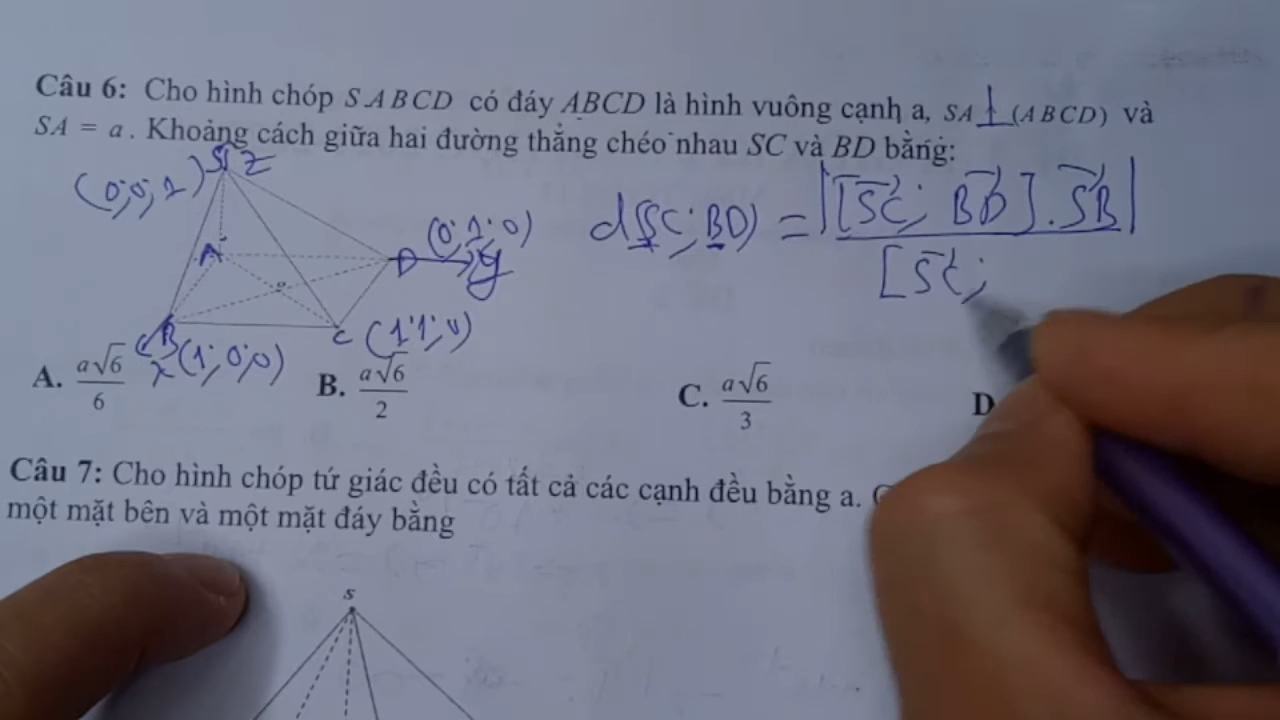 Câu 6: Cho hình chóp S.ABCD có đáy ABCD là hình vuông cạnh a, SA ⊥ (ABCD) và
SA = a. Khoảng cách giữa hai đường thẳng chéo nhau SC và BD bằng:
(0;0;1) S z
d(SC;BD) = |[SC→; BD→].SB→|
[SC→;
A
D (0;1;0)
y
B
x (1;0;0)
C (1;1;0)
A. a√6/6 B. a√6/2 C. a√6/3 D
Câu 7: Cho hình chóp tứ giác đều có tất cả các cạnh đều bằng a.
một mặt bên và một mặt đáy bằng
S